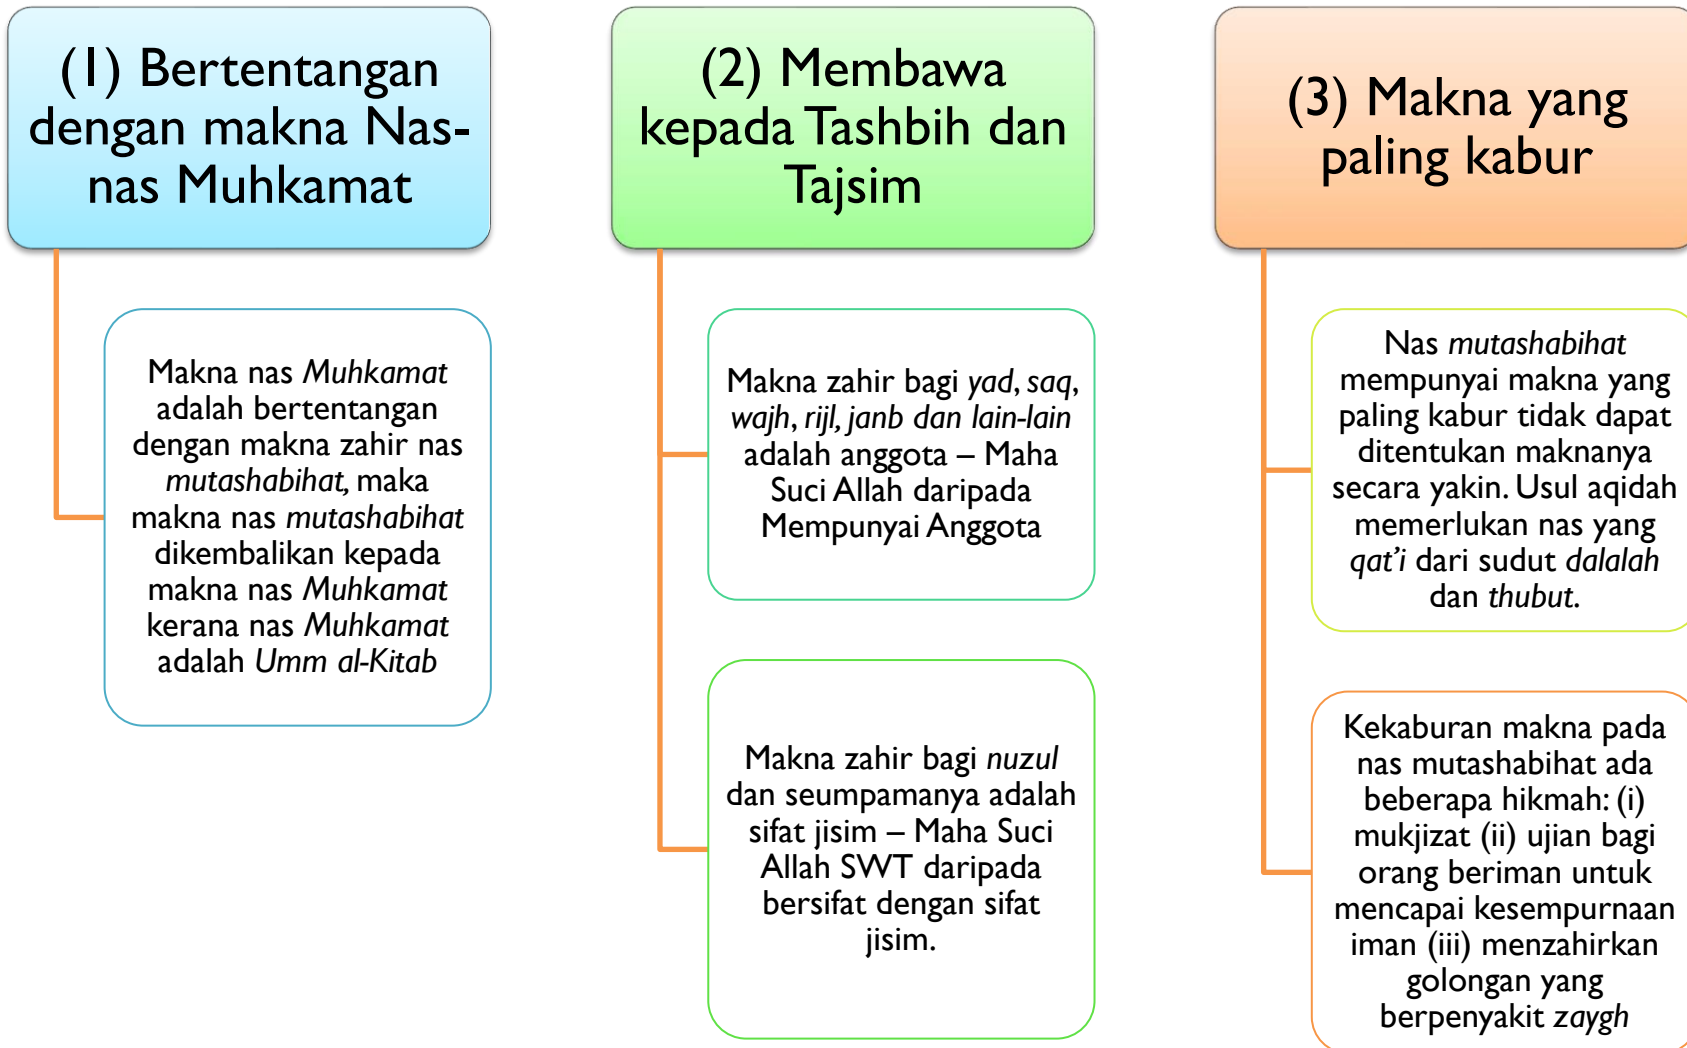 (1) Bertentangan
dengan makna Nas-
nas Muhkamat
Makna nas Muhkamat
adalah bertentangan
dengan makna zahir nas
mutashabihat, maka
makna nas mutashabihat
dikembalikan kepada
makna nas Muhkamat
kerana nas Muhkamat
adalah Umm al-Kitab
(2) Membawa
kepada Tashbih dan
Tajsim
Makna zahir bagi yad, saq,
wajh, rijl, janb dan lain-lain
adalah anggota – Maha
Suci Allah daripada
Mempunyai Anggota
Makna zahir bagi nuzul
dan seumpamanya adalah
sifat jisim – Maha Suci
Allah SWT daripada
bersifat dengan sifat
jisim.
(3) Makna yang
paling kabur
Nas mutashabihat
mempunyai makna yang
paling kabur tidak dapat
ditentukan maknanya
secara yakin. Usul aqidah
memerlukan nas yang
qat’i dari sudut dalalah
dan thubut.
Kekaburan makna pada
nas mutashabihat ada
beberapa hikmah: (i)
mukjizat (ii) ujian bagi
orang beriman untuk
mencapai kesempurnaan
iman (iii) menzahirkan
golongan yang
berpenyakit zaygh